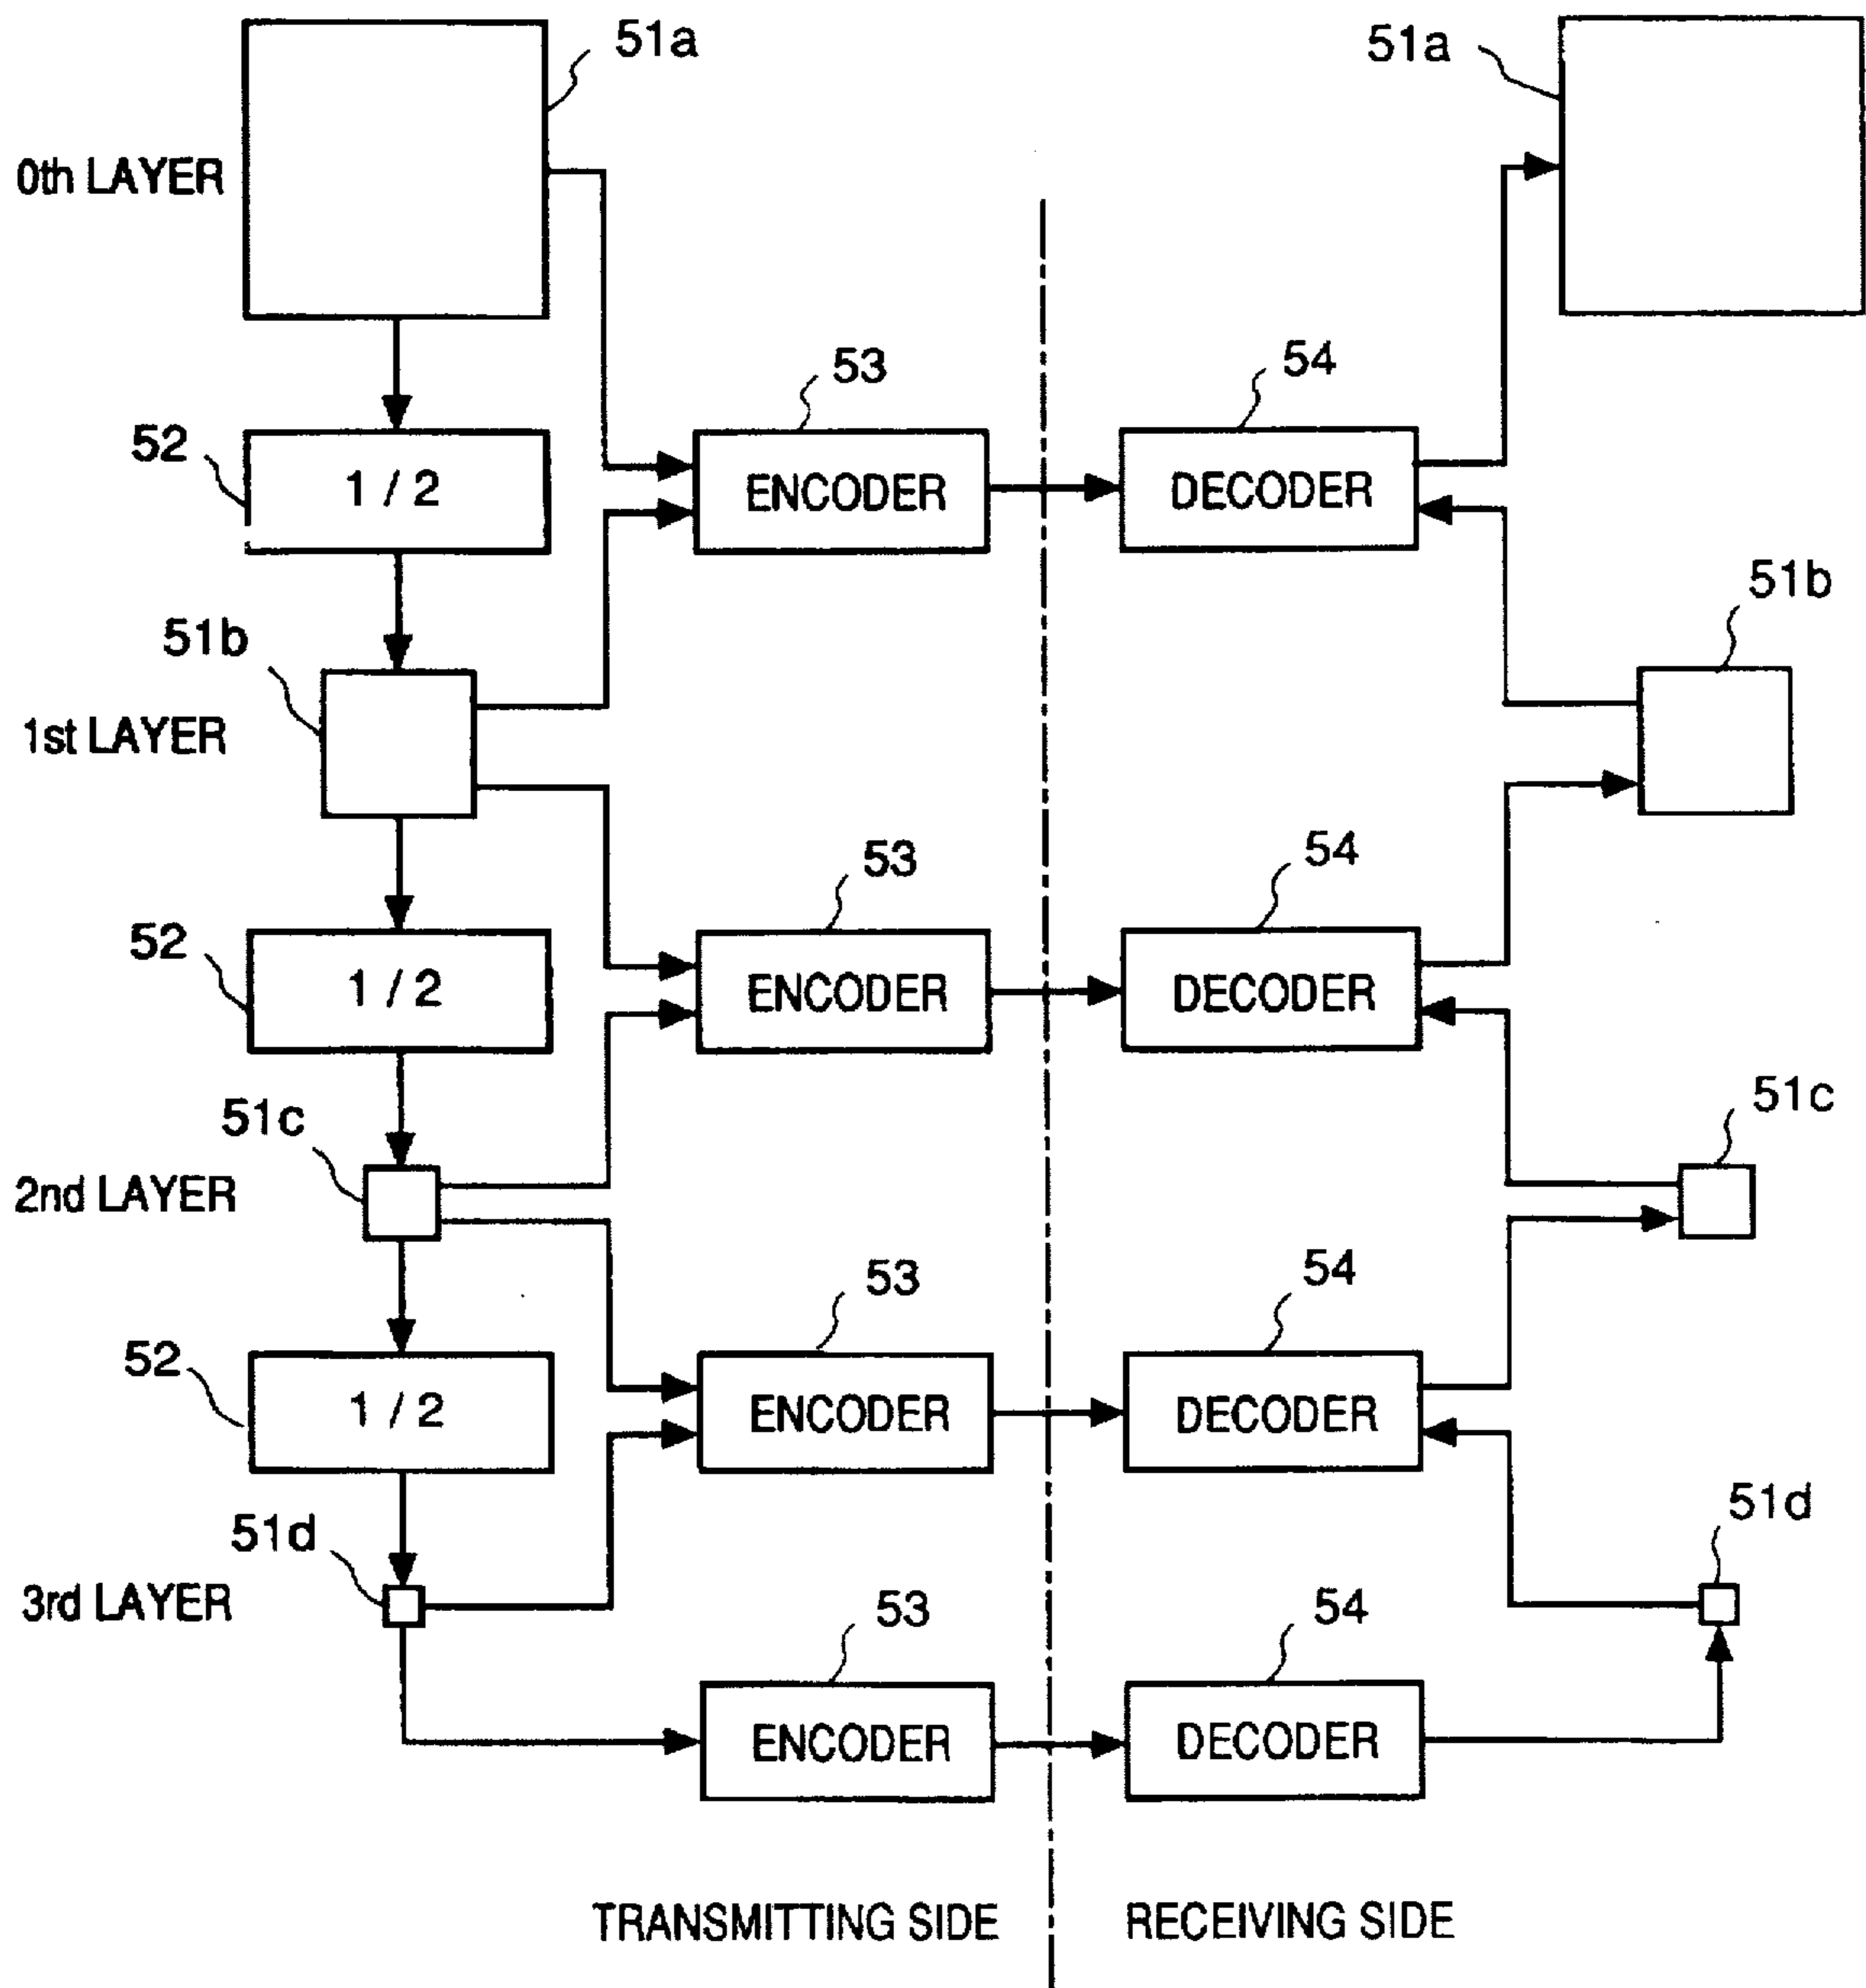 51a
51a
0th LAYER
53
54
52
1 / 2
ENCODER
DECODER
51b
51b
1st LAYER
53
54
52
1 / 2
ENCODER
DECODER
51c
51c
2nd LAYER
53
54
52
1 / 2
ENCODER
DECODER
51d
51d
3rd LAYER
53
54
ENCODER
DECODER
TRANSMITTING SIDE
RECEIVING SIDE